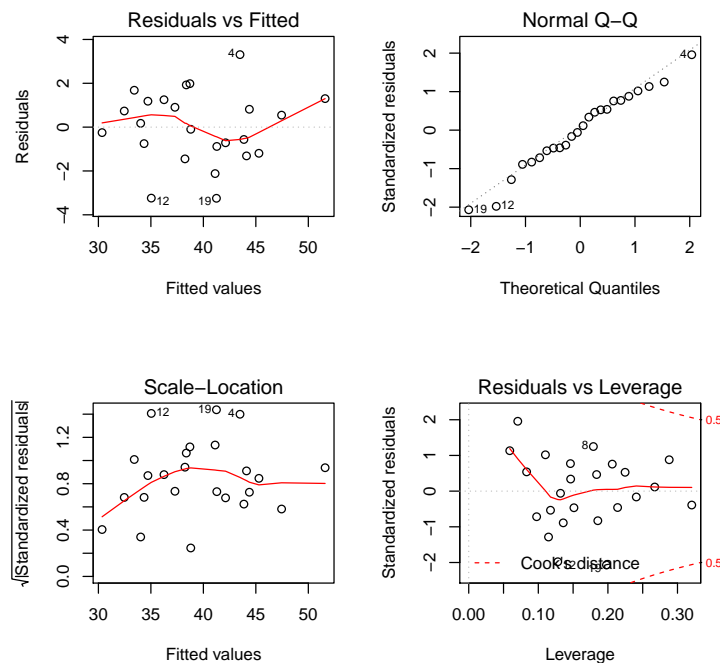 Residuals vs Fitted
Residuals
4
2
0
−2
−4
4
12
19
30 35 40 45 50
Fitted values
Normal Q−Q
Standardized residuals
2
1
0
−1
−2
4
12
19
−2 −1 0 1 2
Theoretical Quantiles
Scale−Location
√|Standardized residuals|
1.2
0.8
0.4
0.0
12
19
4
30 35 40 45 50
Fitted values
Residuals vs Leverage
Standardized residuals
2
1
0
−1
−2
0.5
0.5
8
12
Cook's distance
0.00 0.10 0.20 0.30
Leverage